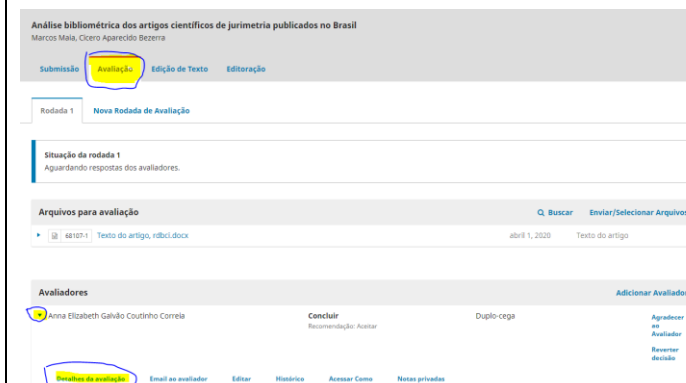 Análise bibliométrica dos artigos científicos de jurimetria publicados no Brasil
Marcos Maia, Cicero Aparecido Bezerra
Submissão Avaliação Edição de Texto Editoração
Rodada 1 Nova Rodada de Avaliação
Situação da rodada 1
Aguardando respostas dos avaliadores.
Arquivos para avaliação Buscar Enviar/Selecionar Arquivos
68107-1 Texto do artigo, rdbci.docx abril 1, 2020 Texto do artigo
Avaliadores Adicionar Avaliador
Anna Elizabeth Galvão Coutinho Correia Concluir Duplo-cega Agradecer
Recomendação: Aceitar ao
Avaliador
Reverter
decisão
Detalhes da avaliação Email ao avaliador Editar Histórico Acessar Como Notas privadas